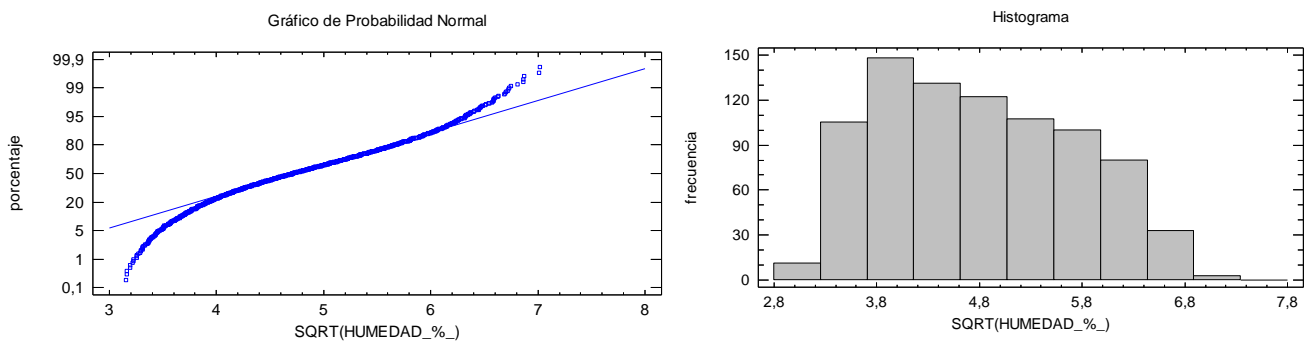 Gráfico de Probabilidad Normal
porcentaje
99,9
99
95
80
50
20
5
1
0,1
3 4 5 6 7 8
SQRT(HUMEDAD_%_)
Histograma
frecuencia
150
120
90
60
30
0
2,8 3,8 4,8 5,8 6,8 7,8
SQRT(HUMEDAD_%_)